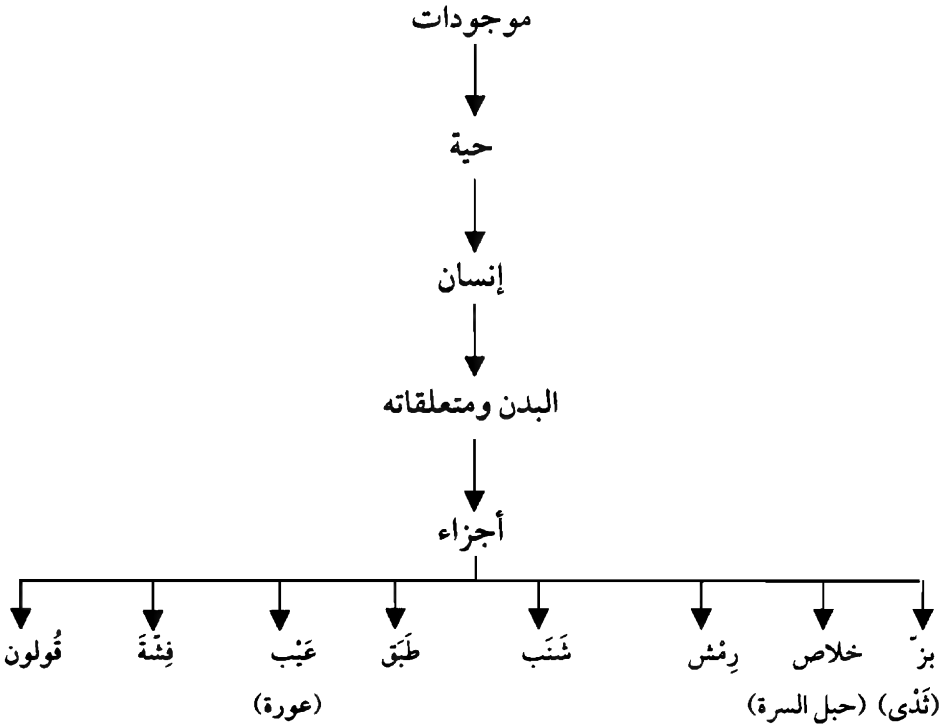 موجودات
حية
إنسان
البدن ومتعلقاته
أجزاء
بزّ خلاص رِمْش شَنَب طَبَق عَيْب فِشَّةَ قُولون
(ثَدْى) (حبل السرة) (عورة)